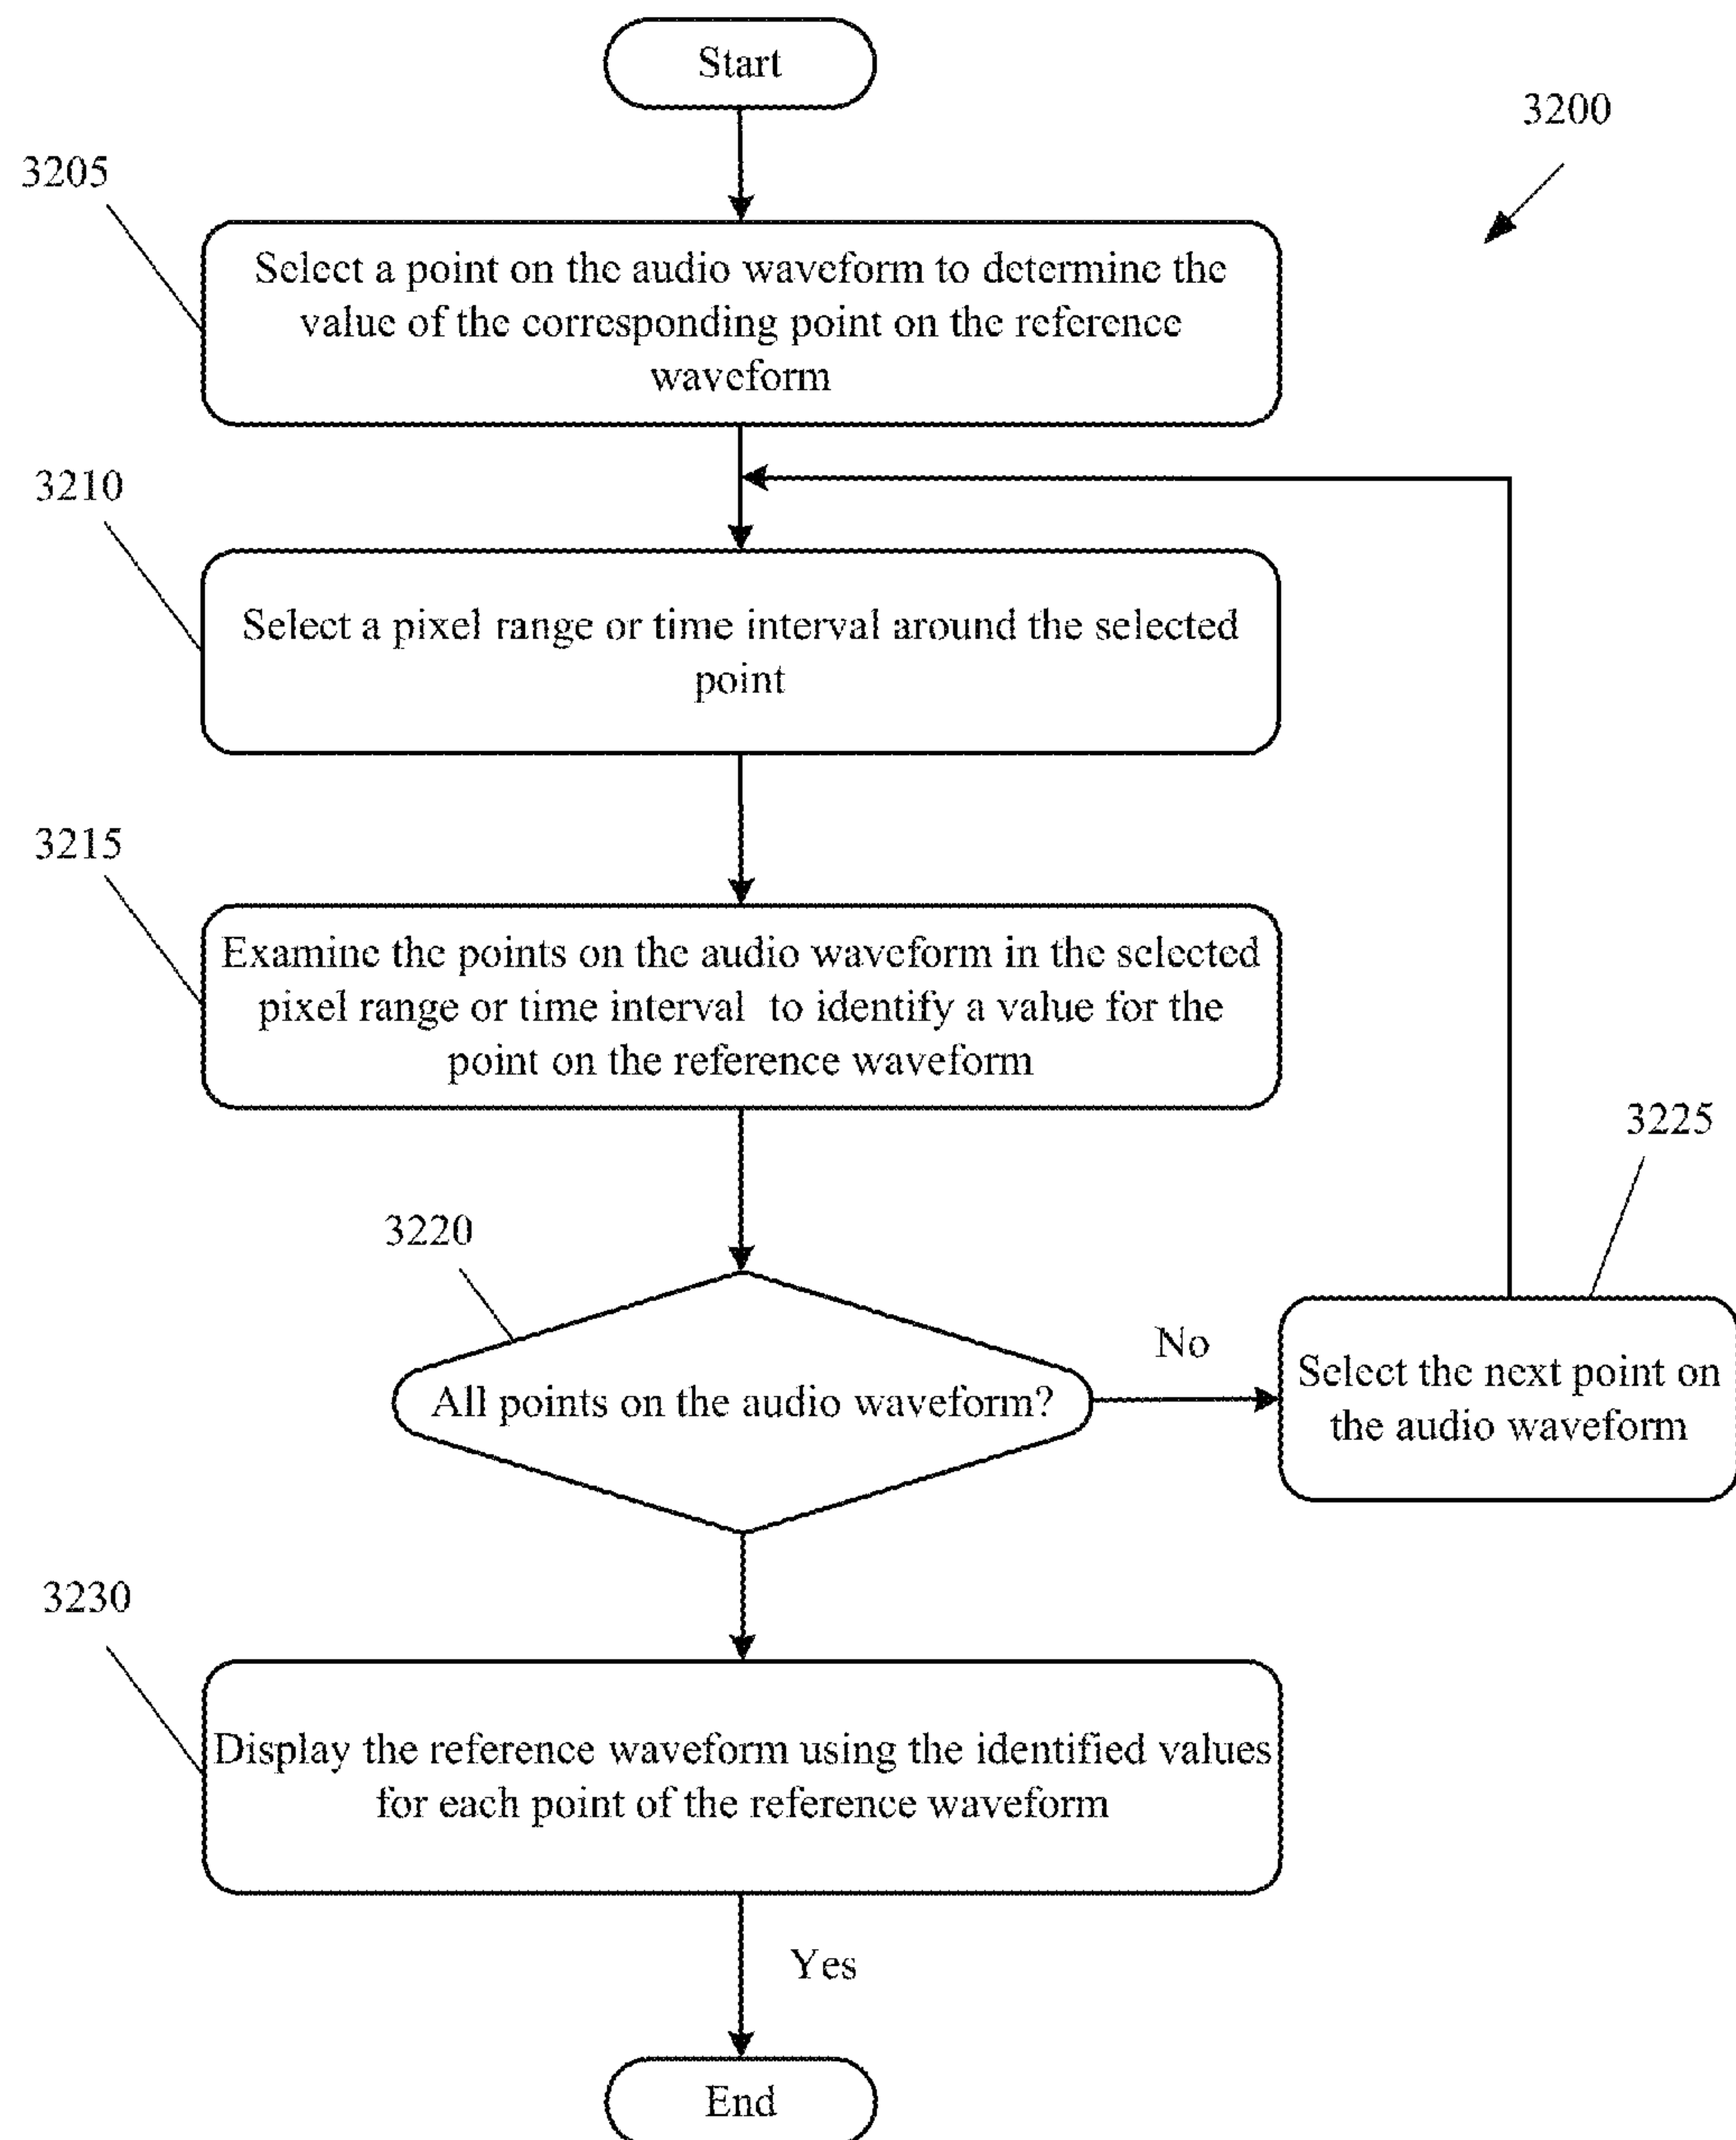 Start
3200
3205
Select a point on the audio waveform to determine the
value of the corresponding point on the reference
waveform
3210
Select a pixel range or time interval around the selected
point
3215
Examine the points on the audio waveform in the selected
pixel range or time interval to identify a value for the
point on the reference waveform
3220
All points on the audio waveform?
No
3225
Select the next point on
the audio waveform
3230
Display the reference waveform using the identified values
for each point of the reference waveform
Yes
End